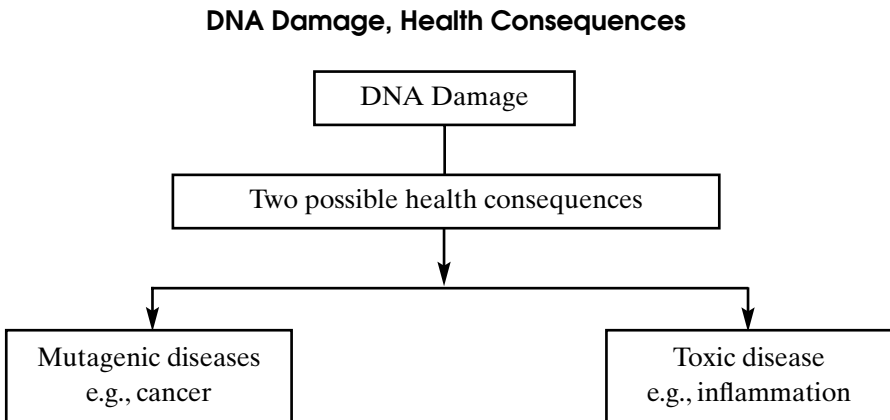 DNA Damage, Health Consequences
DNA Damage
Two possible health consequences
Mutagenic diseases
e.g., cancer
Toxic disease
e.g., inflammation